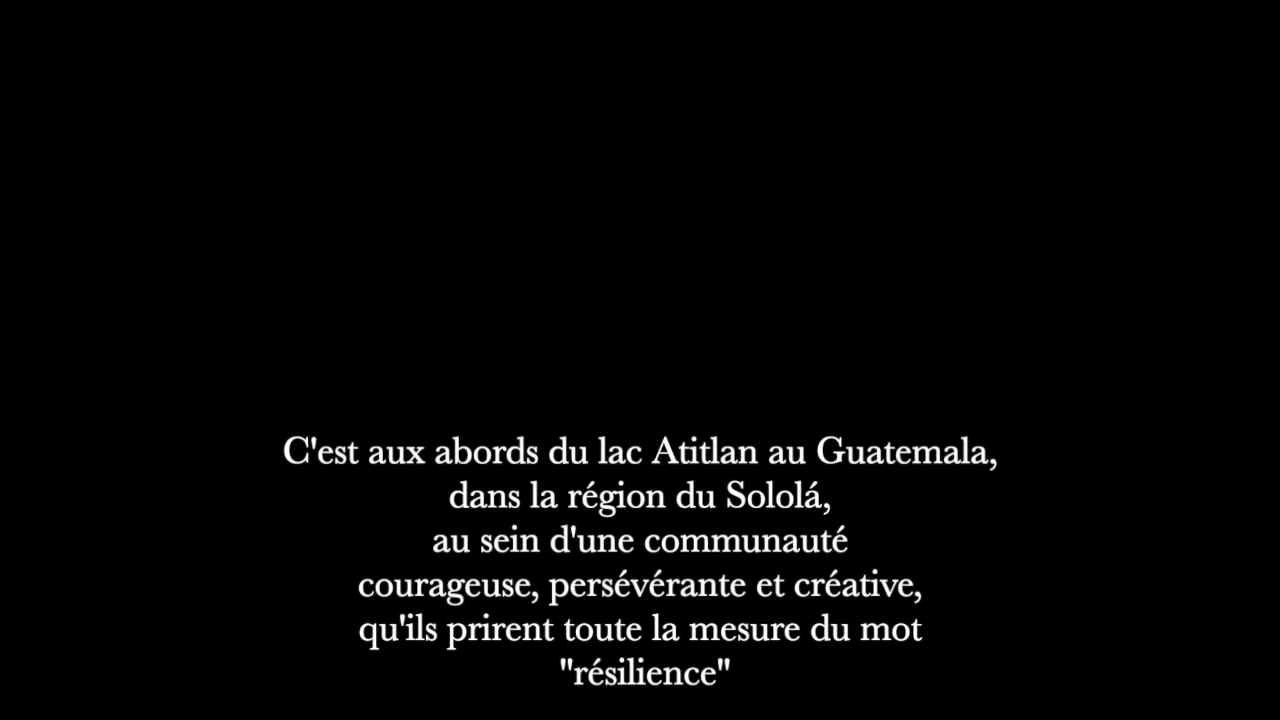 C'est aux abords du lac Atitlan au Guatemala,
dans la région du Sololá,
au sein d'une communauté
courageuse, persévérante et créative,
qu'ils prirent toute la mesure du mot
"résilience"